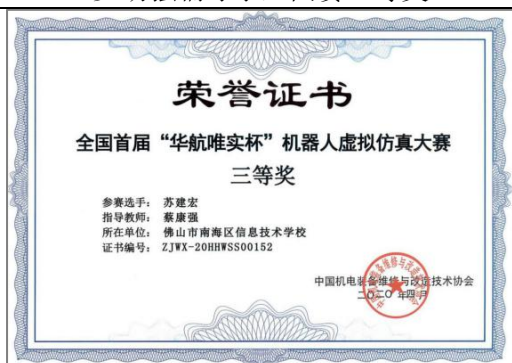 荣誉证书
全国首届“华航唯实杯”机器人虚拟仿真大赛
三等奖
参赛选手： 苏建宏
指导教师： 蔡康强
所在单位： 佛山市南海区信息技术学校
证书编号： ZJWX-20HHWSS00152
中国机电装备维修与改造技术协会
二〇二〇年四月